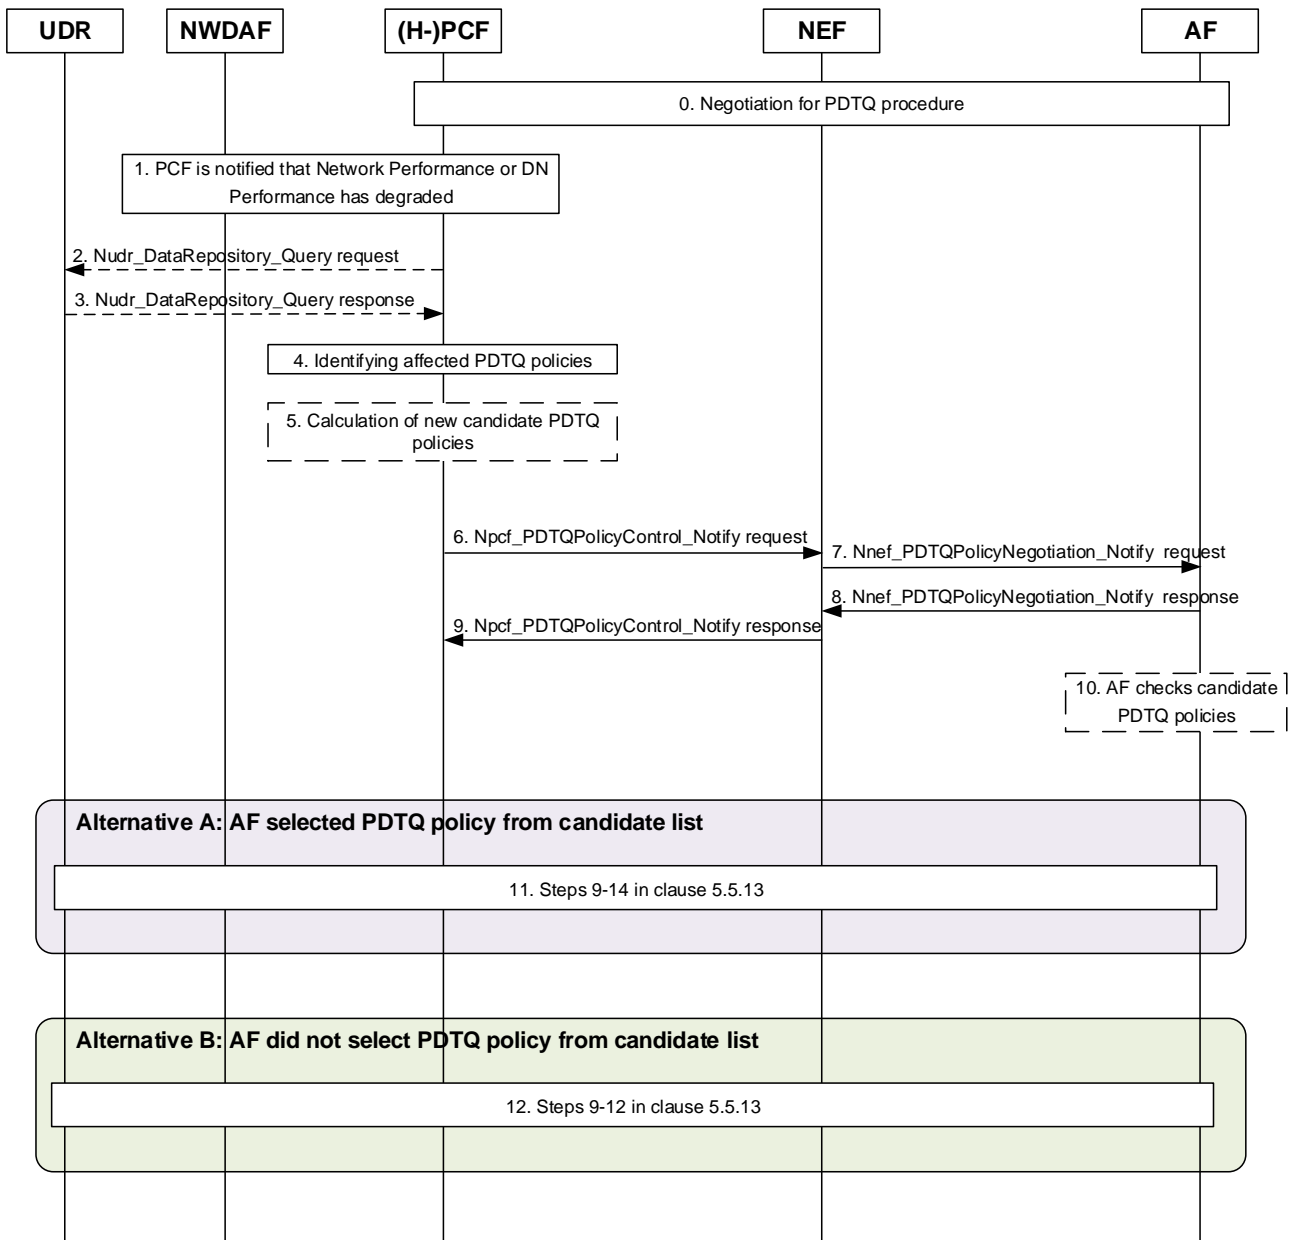 UDR
NWDAF
(H-)PCF
NEF
AF
0. Negotiation for PDTQ procedure
1. PCF is notified that Network Performance or DN
Performance has degraded
2. Nudr_DataRepository_Query request
3. Nudr_DataRepository_Query response
4. Identifying affected PDTQ policies
5. Calculation of new candidate PDTQ
policies
6. Npcf_PDTQPolicyControl_Notify request
7. Nnef_PDTQPolicyNegotiation_Notify request
8. Nnef_PDTQPolicyNegotiation_Notify response
9. Npcf_PDTQPolicyControl_Notify response
10. AF checks candidate
PDTQ policies
Alternative A: AF selected PDTQ policy from candidate list
11. Steps 9-14 in clause 5.5.13
Alternative B: AF did not select PDTQ policy from candidate list
12. Steps 9-12 in clause 5.5.13